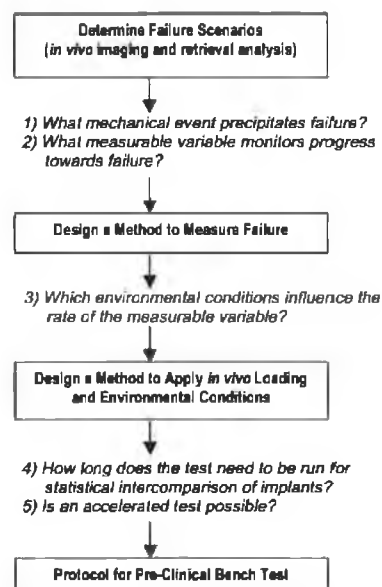 Determine Failure Scenarios
(in vivo imaging and retrieval analysis)
1) What mechanical event precipitates failure?
2) What measurable variable monitors progress
towards failure?
Design a Method to Measure Failure
3) Which environmental conditions influence the
rate of the measurable variable?
Design a Method to Apply in vivo Loading
and Environmental Conditions
4) How long does the test need to be run for
statistical intercomparison of implants?
5) Is an accelerated test possible?
Protocol for Pre-Clinical Bench Test